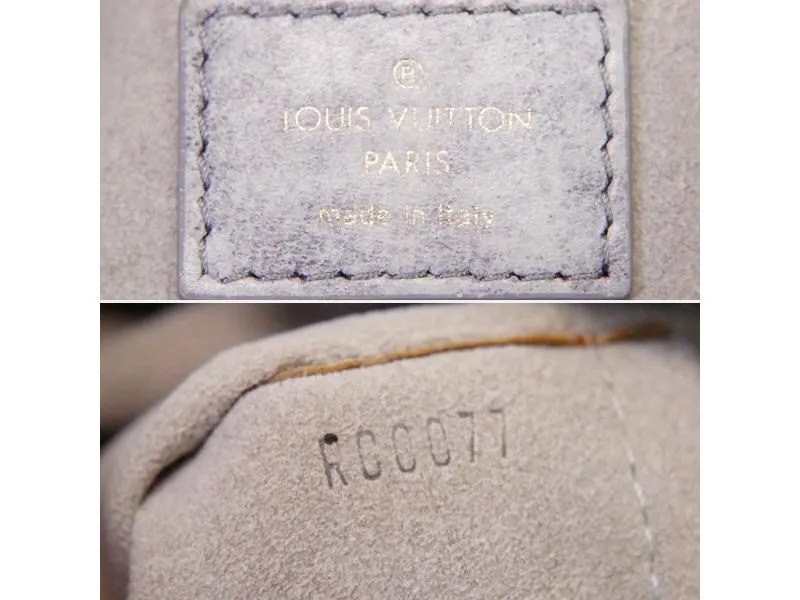 ®
LOUIS VUITTON
PARIS
made in Italy
RC0077